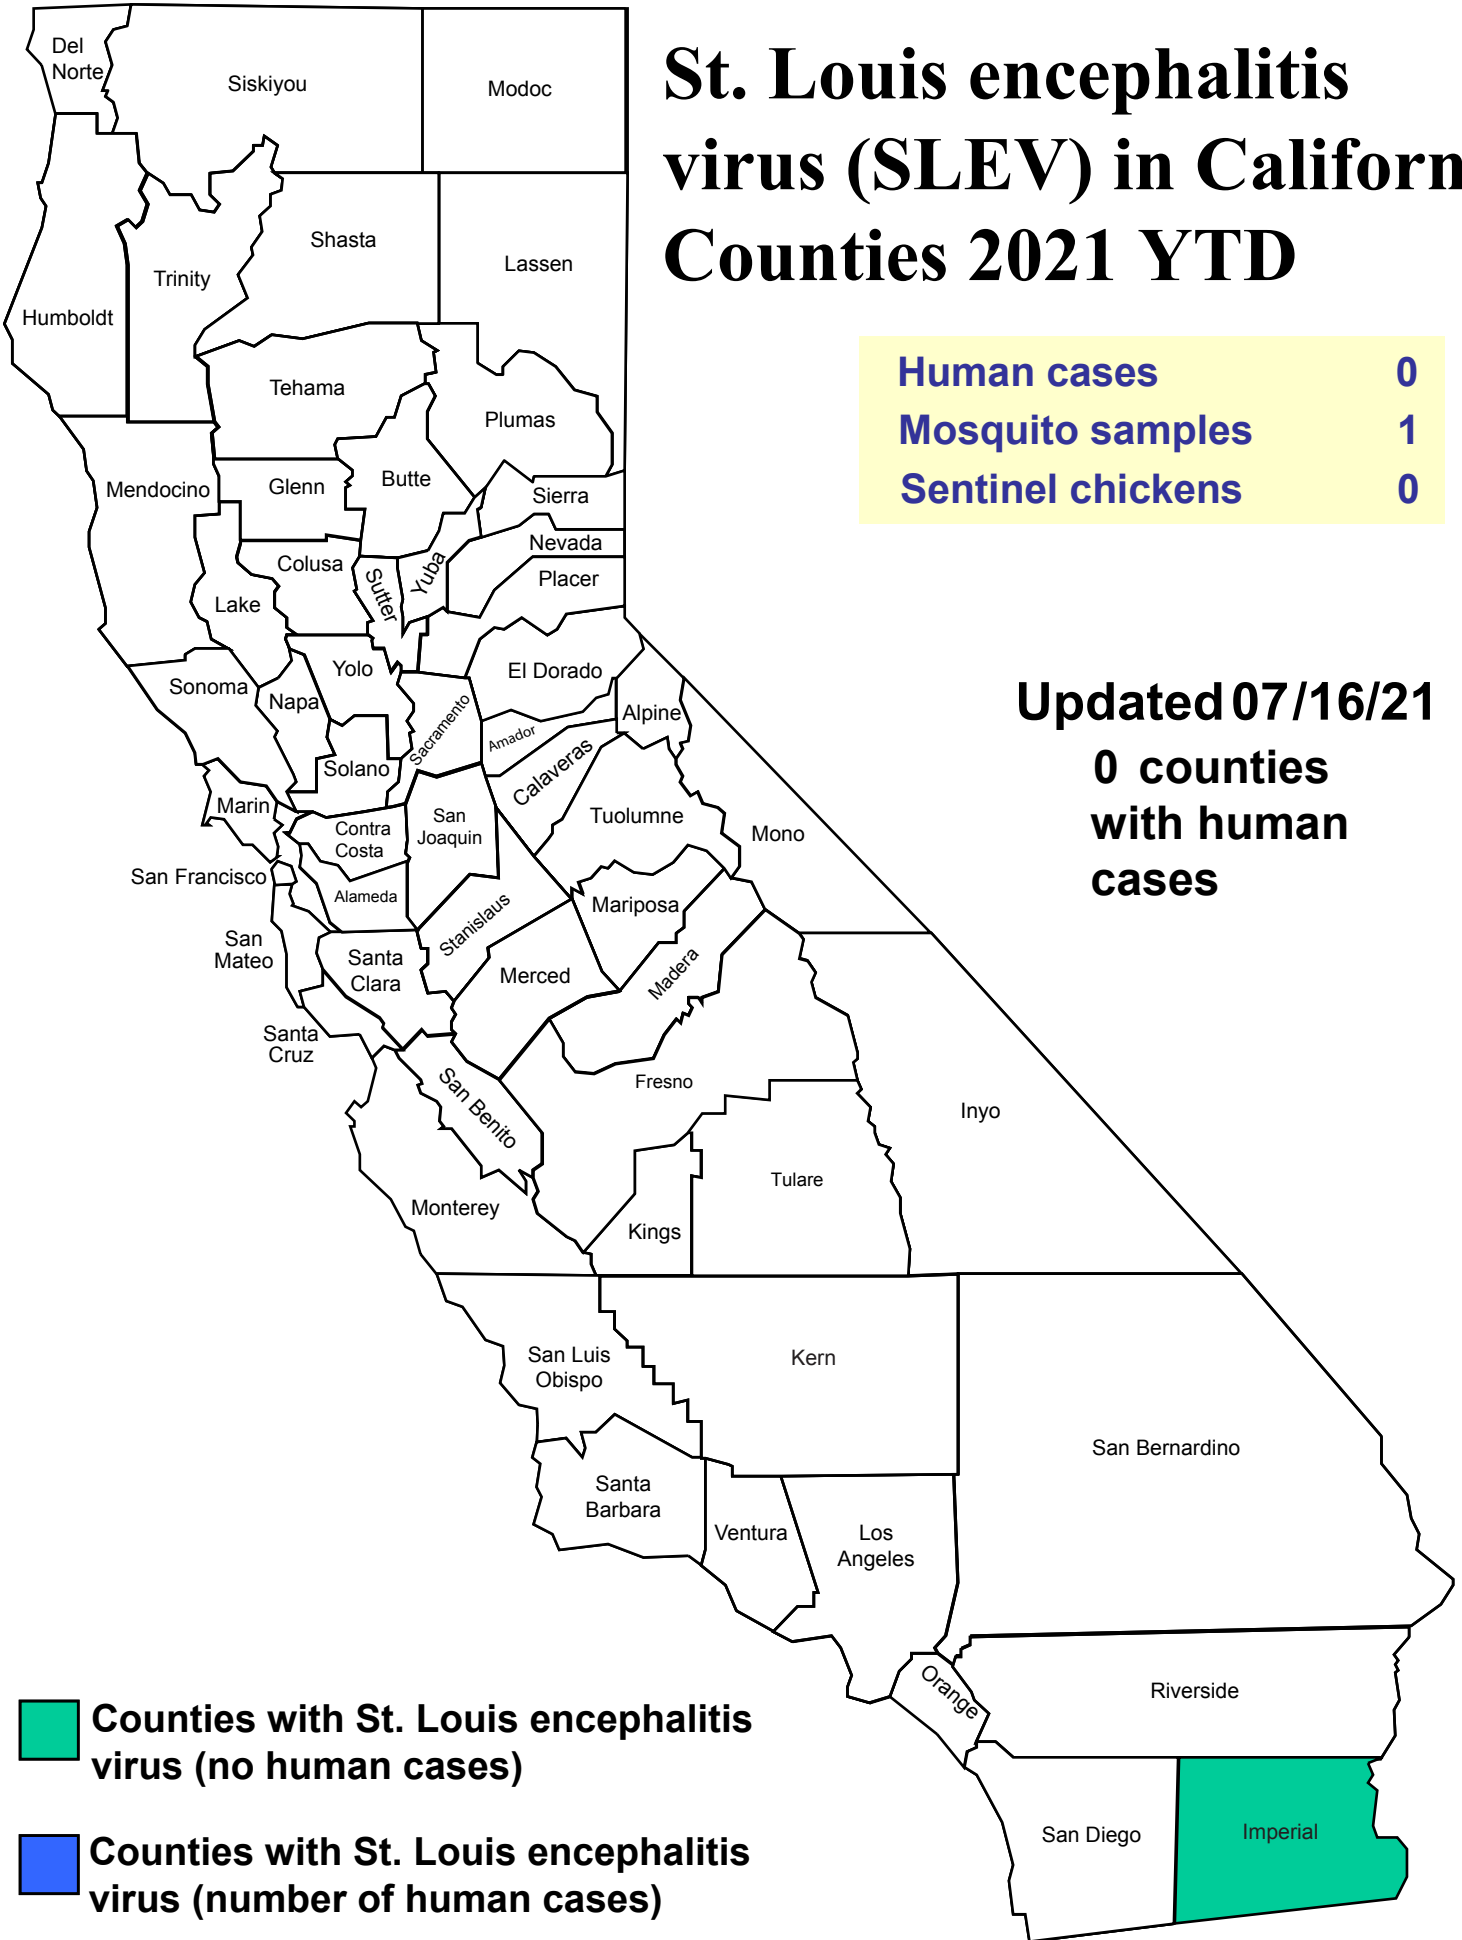 St. Louis encephalitis
virus (SLEV) in Californ
Counties 2021 YTD
Human cases 0
Mosquito samples 1
Sentinel chickens 0
Updated 07/16/21
0 counties
with human
cases
Del
Norte
Siskiyou
Modoc
Shasta
Lassen
Trinity
Humboldt
Tehama
Plumas
Mendocino
Glenn
Butte
Sierra
Nevada
Colusa
Sutter
Yuba
Placer
Lake
Yolo
El Dorado
Sonoma
Napa
Sacramento
Amador
Alpine
Solano
Calaveras
Marin
Contra
Costa
San
Joaquin
Tuolumne
Mono
San Francisco
Alameda
Stanislaus
Mariposa
San
Mateo
Santa
Clara
Merced
Madera
Santa
Cruz
San Benito
Fresno
Inyo
Tulare
Monterey
Kings
San Luis
Obispo
Kern
San Bernardino
Santa
Barbara
Ventura
Los
Angeles
Orange
Riverside
San Diego
Imperial
Counties with St. Louis encephalitis
virus (no human cases)
Counties with St. Louis encephalitis
virus (number of human cases)